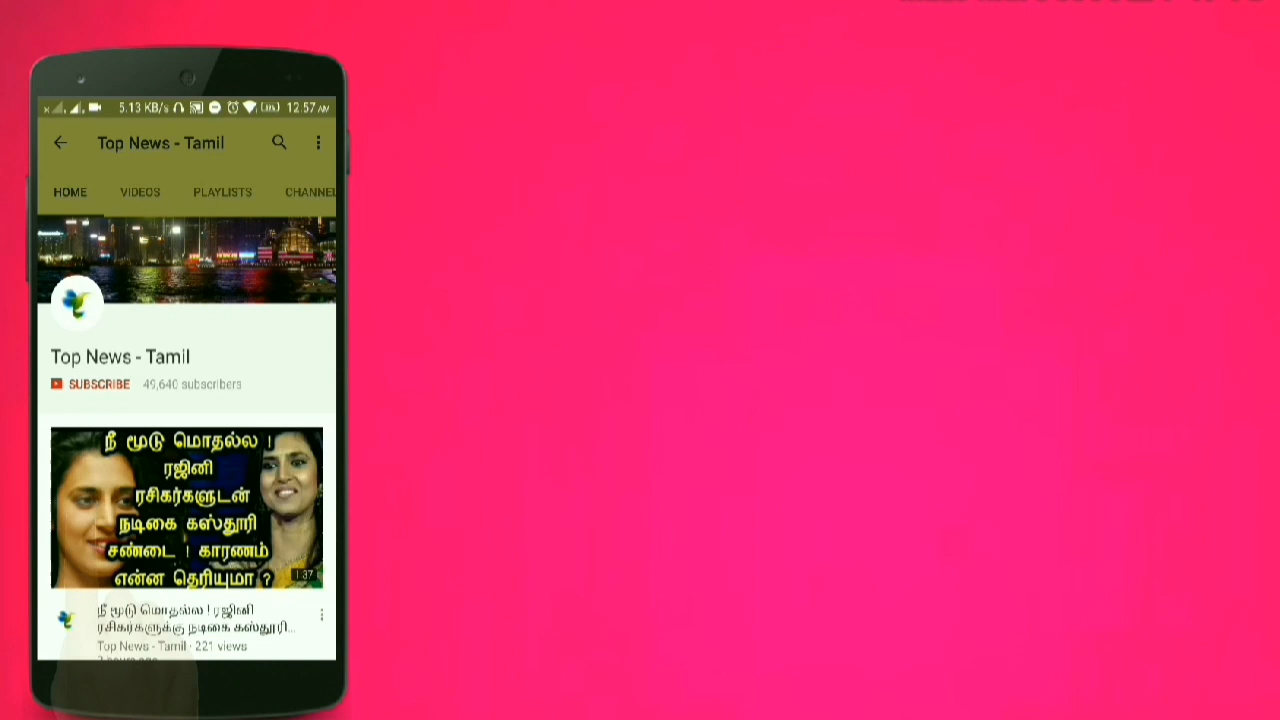 5.13 KB/s 12.57 AM
Top News - Tamil
HOME VIDEOS PLAYLISTS CHANNEL
Top News - Tamil
SUBSCRIBE 49,640 subscribers
நீ மூடு மொதல்ல !
ரஜினி
ரசிகர்களுடன்
நடிகை கஸ்தூரி
சண்டை ! காரணம்
என்ன தெரியுமா ?
1:37
நீ மூடு மொதல்ல ! ரஜினி
ரசிகர்களுக்கு நடிகை கஸ்தூரி...
Top News - Tamil · 221 views